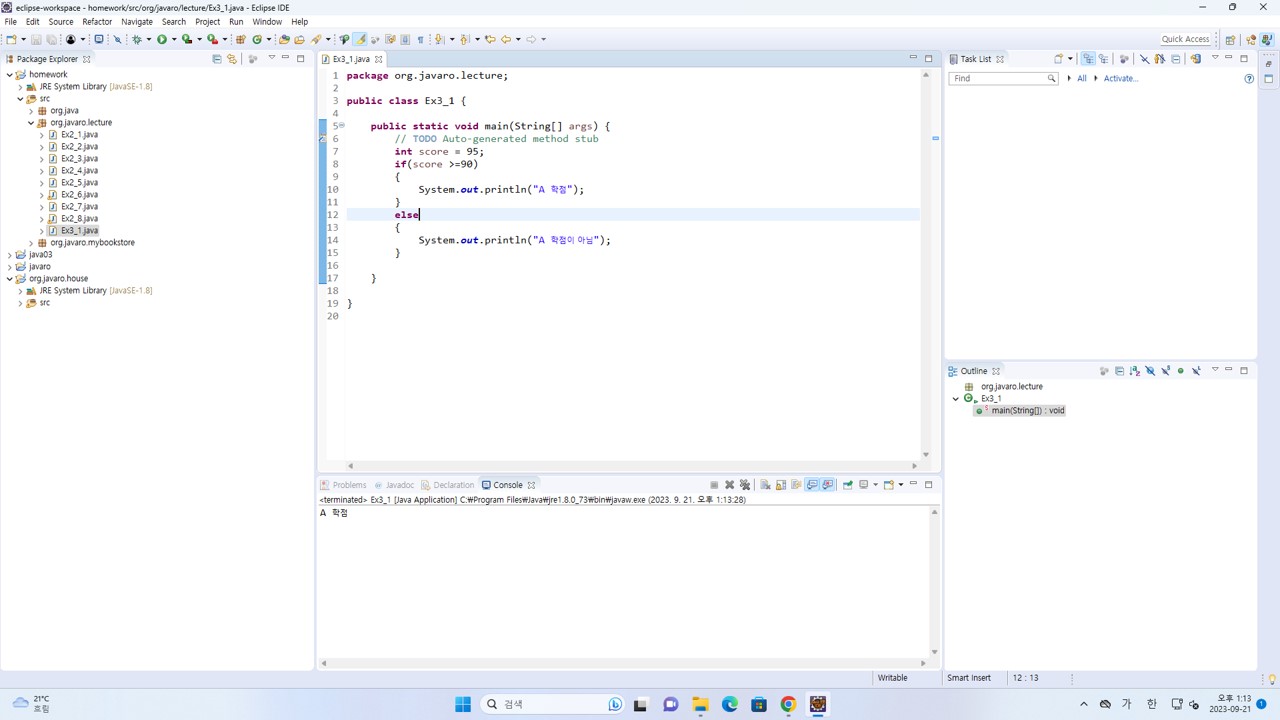 eclipse-workspace - homework/src/org/javaro/lecture/Ex3_1.java - Eclipse IDE
File Edit Source Refactor Navigate Search Project Run Window Help
Quick Access
Package Explorer
homework
JRE System Library [JavaSE-1.8]
src
org.java
org.javaro.lecture
Ex2_1.java
Ex2_2.java
Ex2_3.java
Ex2_4.java
Ex2_5.java
Ex2_6.java
Ex2_7.java
Ex2_8.java
Ex3_1.java
org.javaro.mybookstore
java03
javaro
org.javaro.house
JRE System Library [JavaSE-1.8]
src
Ex3_1.java
1 package org.javaro.lecture;
2
3 public class Ex3_1 {
4
5 public static void main(String[] args) {
6 // TODO Auto-generated method stub
7 int score = 95;
8 if(score >=90)
9 {
10 System.out.println("A 학점");
11 }
12 else
13 {
14 System.out.println("A 학점이 아님");
15 }
16
17 }
18
19 }
20
Problems Javadoc Declaration Console
<terminated> Ex3_1 [Java Application] C:₩Program Files₩Java₩jre1.8.0_73₩bin₩javaw.exe (2023. 9. 21. 오후 1:13:28)
A 학점
Task List
Find All Activate...
Outline
org.javaro.lecture
Ex3_1
main(String[]) : void
Writable Smart Insert 12 : 13
21°C
흐림
검색
가 한
오후 1:13
2023-09-21